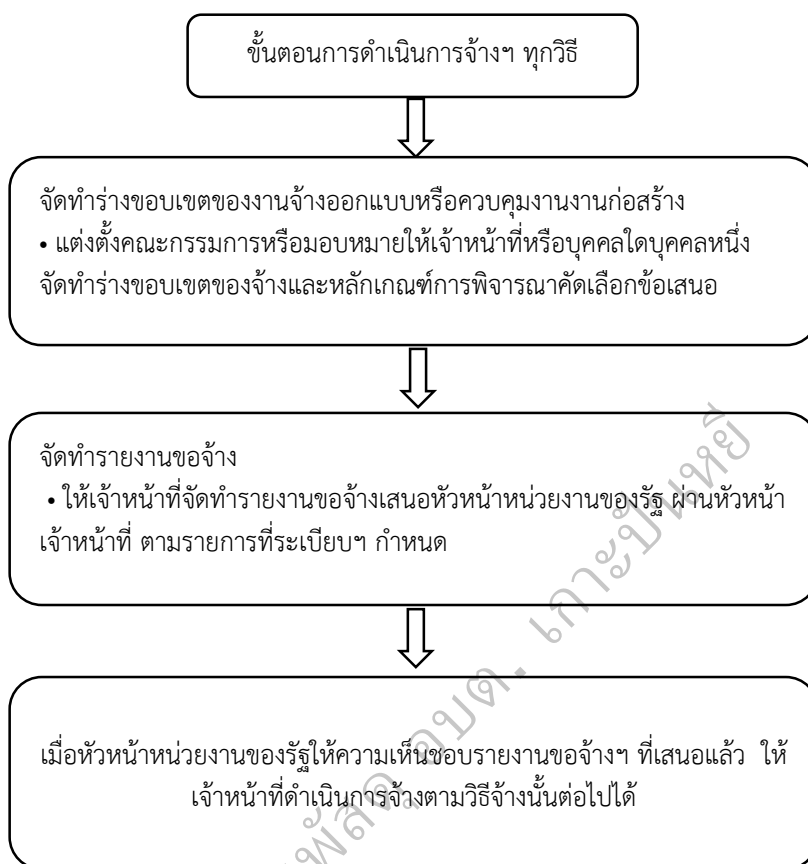 ขั้นตอนการดำเนินการจ้างฯ ทุกวิธี
จัดทำร่างขอบเขตของงานจ้างออกแบบหรือควบคุมงานงานก่อสร้าง
• แต่งตั้งคณะกรรมการหรือมอบหมายให้เจ้าหน้าที่หรือบุคคลใดบุคคลหนึ่ง
จัดทำร่างขอบเขตของจ้างและหลักเกณฑ์การพิจารณาคัดเลือกข้อเสนอ
จัดทำรายงานขอจ้าง
• ให้เจ้าหน้าที่จัดทำรายงานขอจ้างเสนอหัวหน้าหน่วยงานของรัฐ ผ่านหัวหน้า
เจ้าหน้าที่ ตามรายการที่ระเบียบฯ กำหนด
เมื่อหัวหน้าหน่วยงานของรัฐให้ความเห็นชอบรายงานขอจ้างฯ ที่เสนอแล้ว ให้
เจ้าหน้าที่ดำเนินการจ้างตามวิธีจ้างนั้นต่อไปได้
พัสดุ อบต. เกาะปันหยี